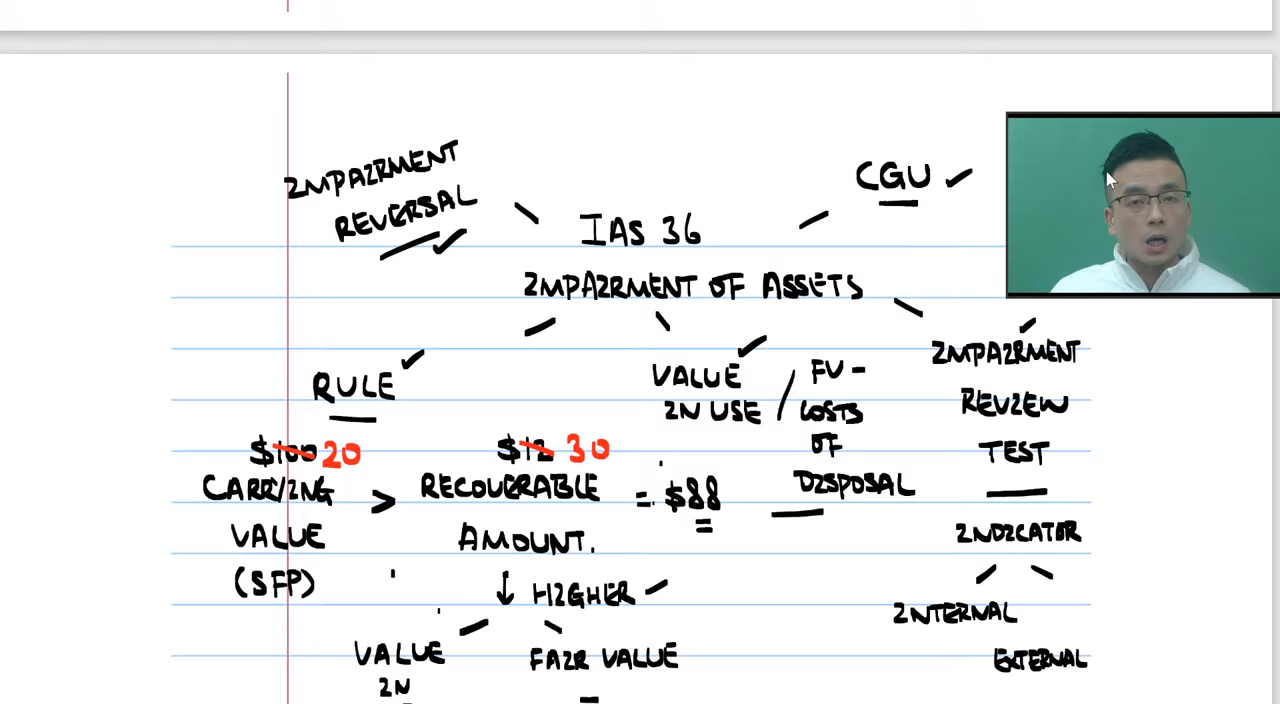 IMPAIRMENT
REVERSAL
CGU
IAS 36
IMPAIRMENT OF ASSETS
RULE
VALUE
IN USE /
FV -
COSTS
OF
DISPOSAL
IMPAIRMENT
REVIEW
TEST
$100 20
$12 30
CARRYING
VALUE
(SFP)
>
RECOVERABLE
AMOUNT.
= $88
↓ HIGHER
VALUE
IN
FAIR VALUE
INDICATOR
INTERNAL
EXTERNAL